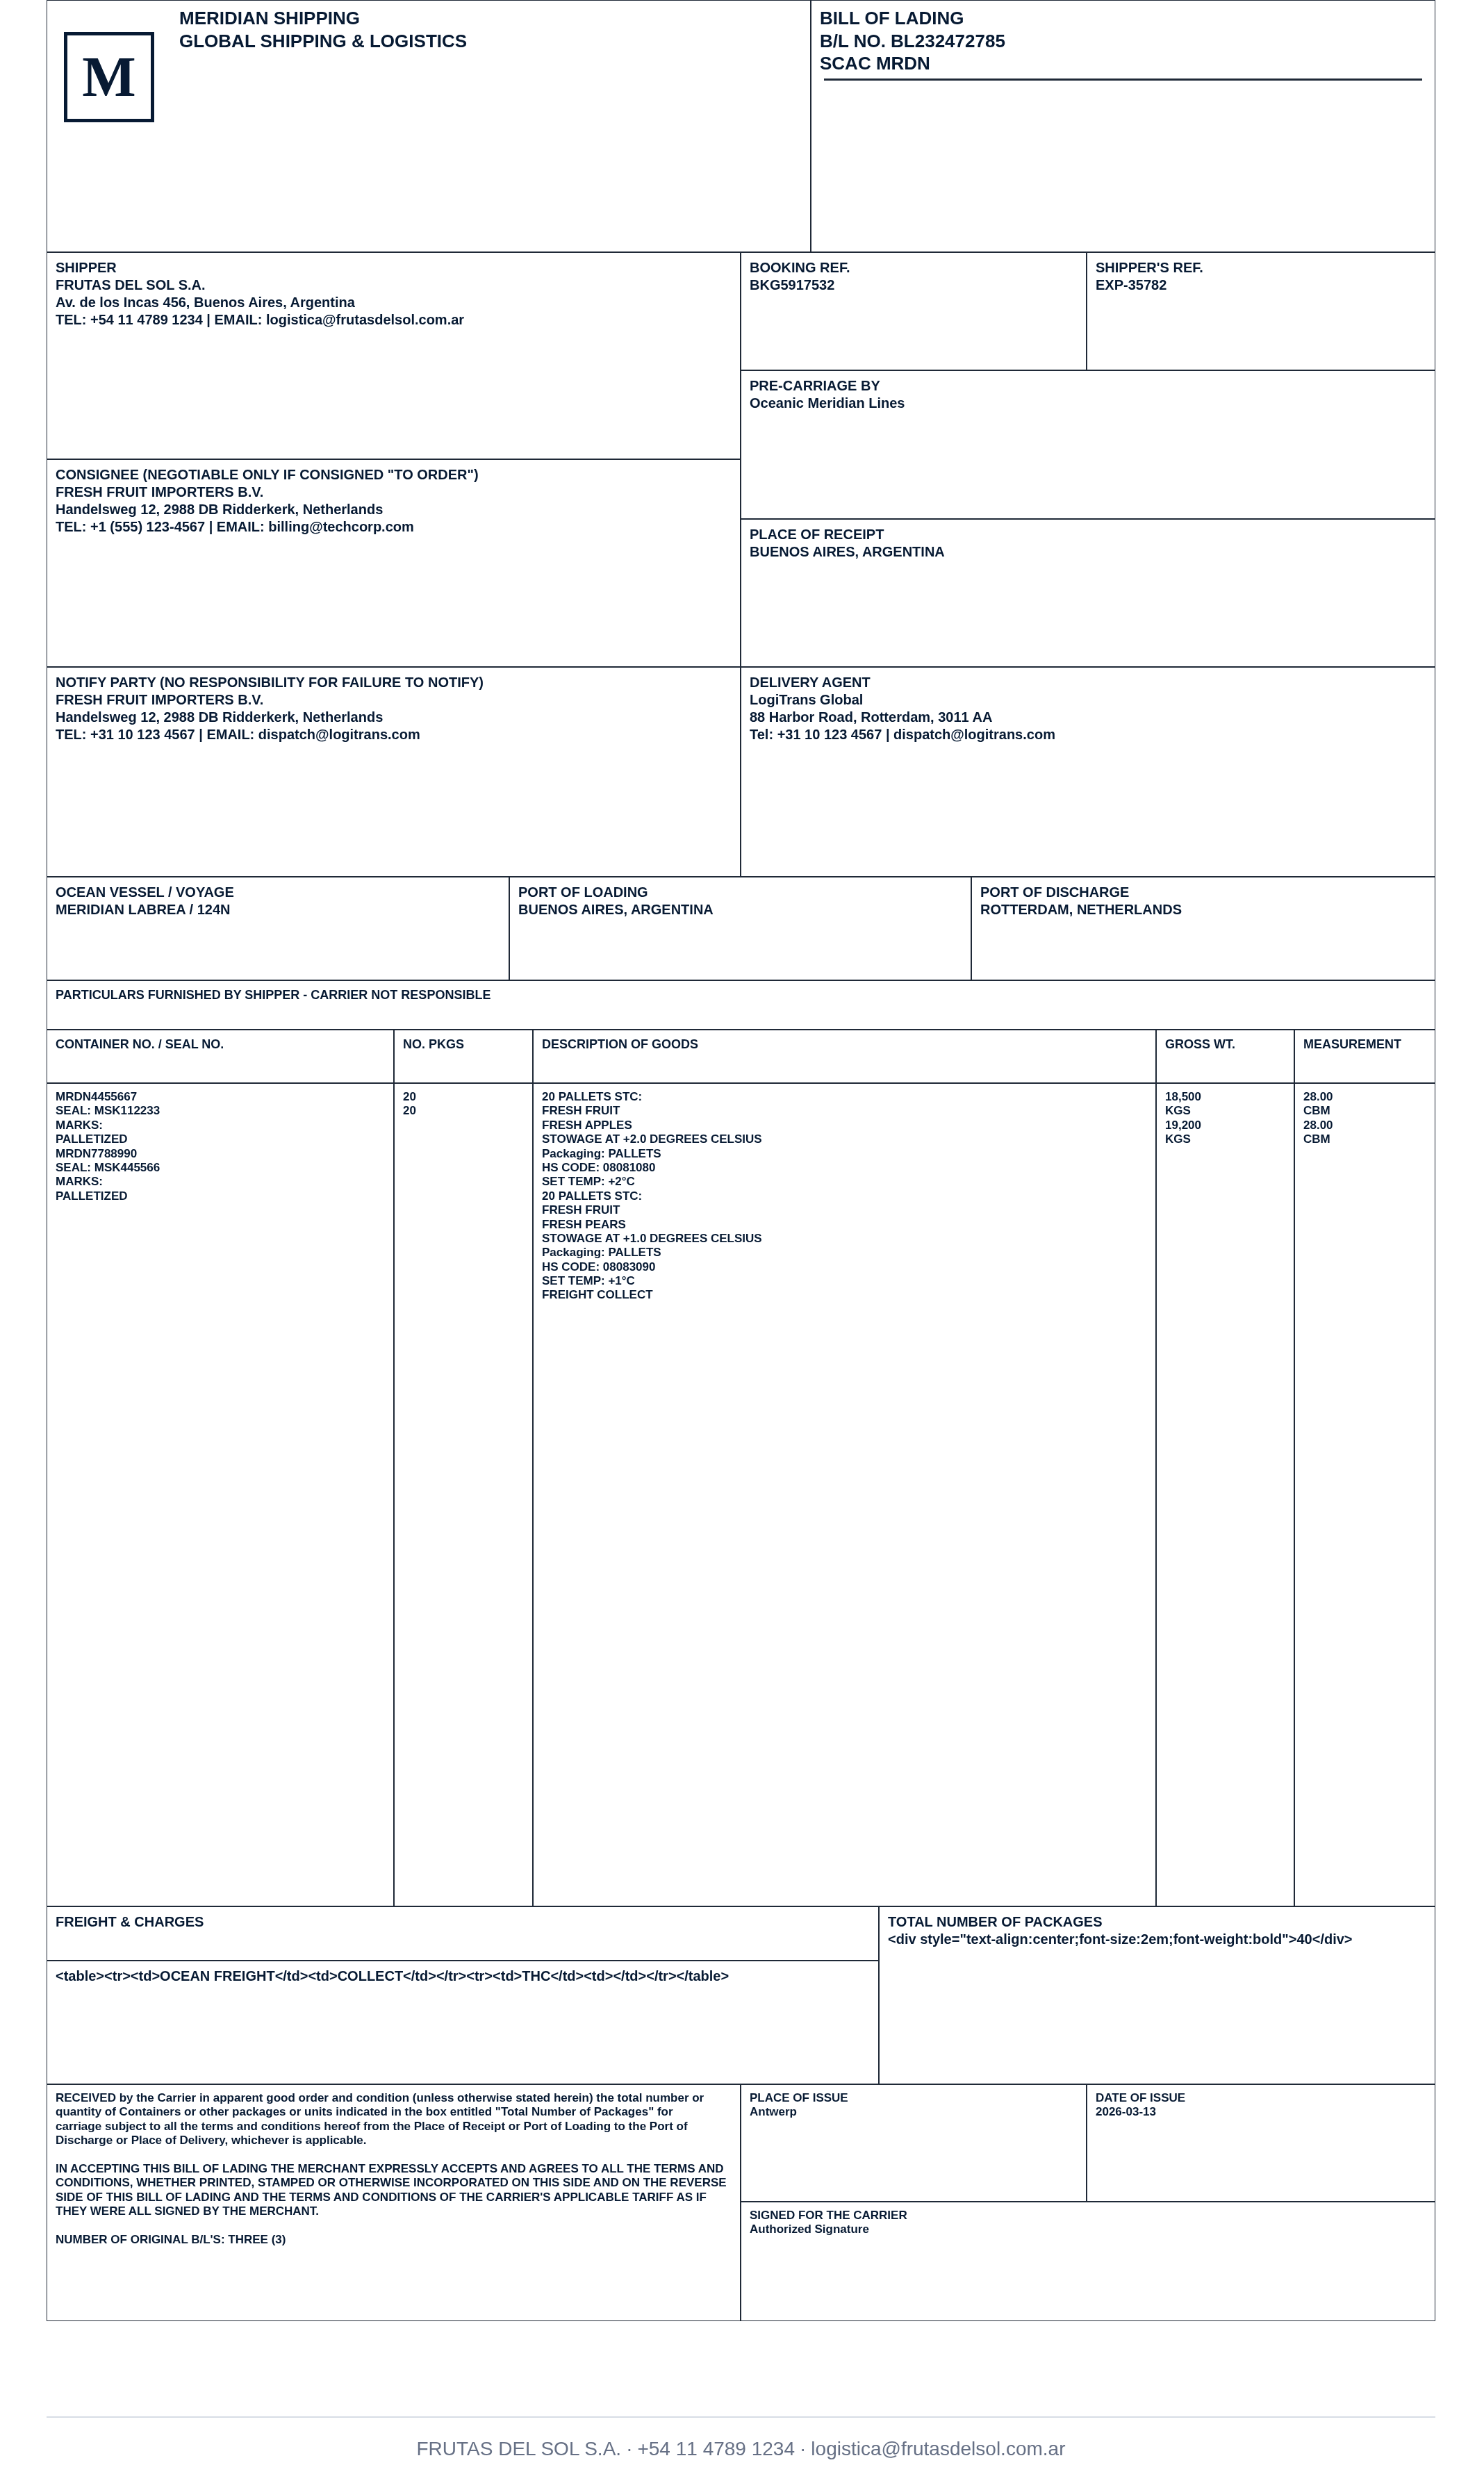 M
MERIDIAN SHIPPING
GLOBAL SHIPPING & LOGISTICS
BILL OF LADING
B/L NO. BL232472785
SCAC MRDN
SHIPPER
FRUTAS DEL SOL S.A.
Av. de los Incas 456, Buenos Aires, Argentina
TEL: +54 11 4789 1234 | EMAIL: logistica@frutasdelsol.com.ar
BOOKING REF.
BKG5917532
SHIPPER'S REF.
EXP-35782
PRE-CARRIAGE BY
Oceanic Meridian Lines
CONSIGNEE (NEGOTIABLE ONLY IF CONSIGNED "TO ORDER")
FRESH FRUIT IMPORTERS B.V.
Handelsweg 12, 2988 DB Ridderkerk, Netherlands
TEL: +1 (555) 123-4567 | EMAIL: billing@techcorp.com
PLACE OF RECEIPT
BUENOS AIRES, ARGENTINA
NOTIFY PARTY (NO RESPONSIBILITY FOR FAILURE TO NOTIFY)
FRESH FRUIT IMPORTERS B.V.
Handelsweg 12, 2988 DB Ridderkerk, Netherlands
TEL: +31 10 123 4567 | EMAIL: dispatch@logitrans.com
DELIVERY AGENT
LogiTrans Global
88 Harbor Road, Rotterdam, 3011 AA
Tel: +31 10 123 4567 | dispatch@logitrans.com
OCEAN VESSEL / VOYAGE
MERIDIAN LABREA / 124N
PORT OF LOADING
BUENOS AIRES, ARGENTINA
PORT OF DISCHARGE
ROTTERDAM, NETHERLANDS
PARTICULARS FURNISHED BY SHIPPER - CARRIER NOT RESPONSIBLE
CONTAINER NO. / SEAL NO.
NO. PKGS
DESCRIPTION OF GOODS
GROSS WT.
MEASUREMENT
MRDN4455667
SEAL: MSK112233
MARKS:
PALLETIZED
MRDN7788990
SEAL: MSK445566
MARKS:
PALLETIZED
20
20
20 PALLETS STC:
FRESH FRUIT
FRESH APPLES
STOWAGE AT +2.0 DEGREES CELSIUS
Packaging: PALLETS
HS CODE: 08081080
SET TEMP: +2°C
20 PALLETS STC:
FRESH FRUIT
FRESH PEARS
STOWAGE AT +1.0 DEGREES CELSIUS
Packaging: PALLETS
HS CODE: 08083090
SET TEMP: +1°C
FREIGHT COLLECT
18,500
KGS
19,200
KGS
28.00
CBM
28.00
CBM
FREIGHT & CHARGES
<table><tr><td>OCEAN FREIGHT</td><td>COLLECT</td></tr><tr><td>THC</td><td></td></tr></table>
TOTAL NUMBER OF PACKAGES
<div style="text-align:center;font-size:2em;font-weight:bold">40</div>
RECEIVED by the Carrier in apparent good order and condition (unless otherwise stated herein) the total number or
quantity of Containers or other packages or units indicated in the box entitled "Total Number of Packages" for
carriage subject to all the terms and conditions hereof from the Place of Receipt or Port of Loading to the Port of
Discharge or Place of Delivery, whichever is applicable.
IN ACCEPTING THIS BILL OF LADING THE MERCHANT EXPRESSLY ACCEPTS AND AGREES TO ALL THE TERMS AND
CONDITIONS, WHETHER PRINTED, STAMPED OR OTHERWISE INCORPORATED ON THIS SIDE AND ON THE REVERSE
SIDE OF THIS BILL OF LADING AND THE TERMS AND CONDITIONS OF THE CARRIER'S APPLICABLE TARIFF AS IF
THEY WERE ALL SIGNED BY THE MERCHANT.
NUMBER OF ORIGINAL B/L'S: THREE (3)
PLACE OF ISSUE
Antwerp
DATE OF ISSUE
2026-03-13
SIGNED FOR THE CARRIER
Authorized Signature
FRUTAS DEL SOL S.A. · +54 11 4789 1234 · logistica@frutasdelsol.com.ar